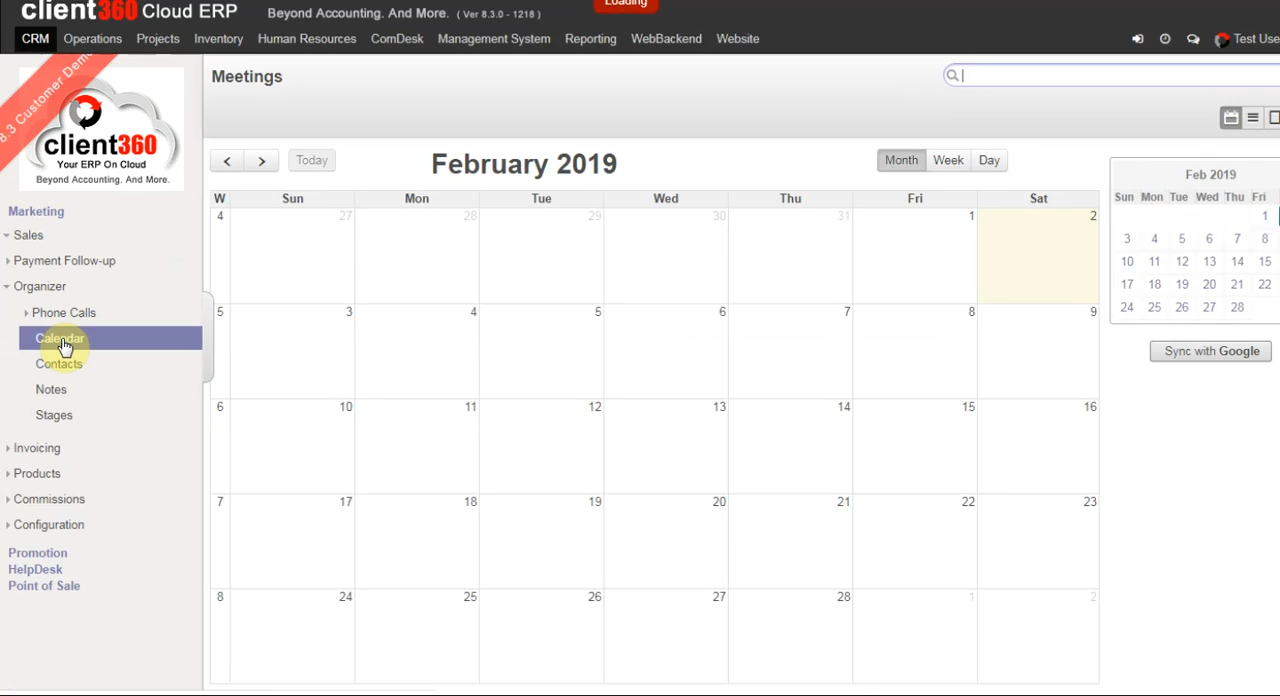 client360 Cloud ERP
Beyond Accounting. And More. ( Ver 8.3.0 - 1218 )
Loading
CRM Operations Projects Inventory Human Resources ComDesk Management System Reporting WebBackend Website
Test Use
8.3 Customer Demo
client360
Your ERP On Cloud
Beyond Accounting. And More.
Marketing
Sales
Payment Follow-up
Organizer
Phone Calls
Calendar
Contacts
Notes
Stages
Invoicing
Products
Commissions
Configuration
Promotion
HelpDesk
Point of Sale
Meetings
< > Today
February 2019
Month Week Day
W Sun Mon Tue Wed Thu Fri Sat
4 27 28 29 30 31 1 2
5 3 4 5 6 7 8 9
6 10 11 12 13 14 15 16
7 17 18 19 20 21 22 23
8 24 25 26 27 28 1 2
Feb 2019
Sun Mon Tue Wed Thu Fri
1
3 4 5 6 7 8
10 11 12 13 14 15
17 18 19 20 21 22
24 25 26 27 28
Sync with Google